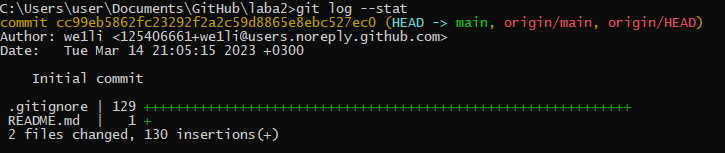 C:\Users\user\Documents\GitHub\laba2>git log --stat
commit cc99eb5862fc23292f2a2c59d8865e8ebc527ec0 (HEAD -> main, origin/main, origin/HEAD)
Author: we1li <125406661+we1li@users.noreply.github.com>
Date:   Tue Mar 14 21:05:15 2023 +0300

    Initial commit

 .gitignore | 129 +++++++++++++++++++++++++++++++++++++++++++++++++++++++++++++
 README.md  |   1 +
 2 files changed, 130 insertions(+)